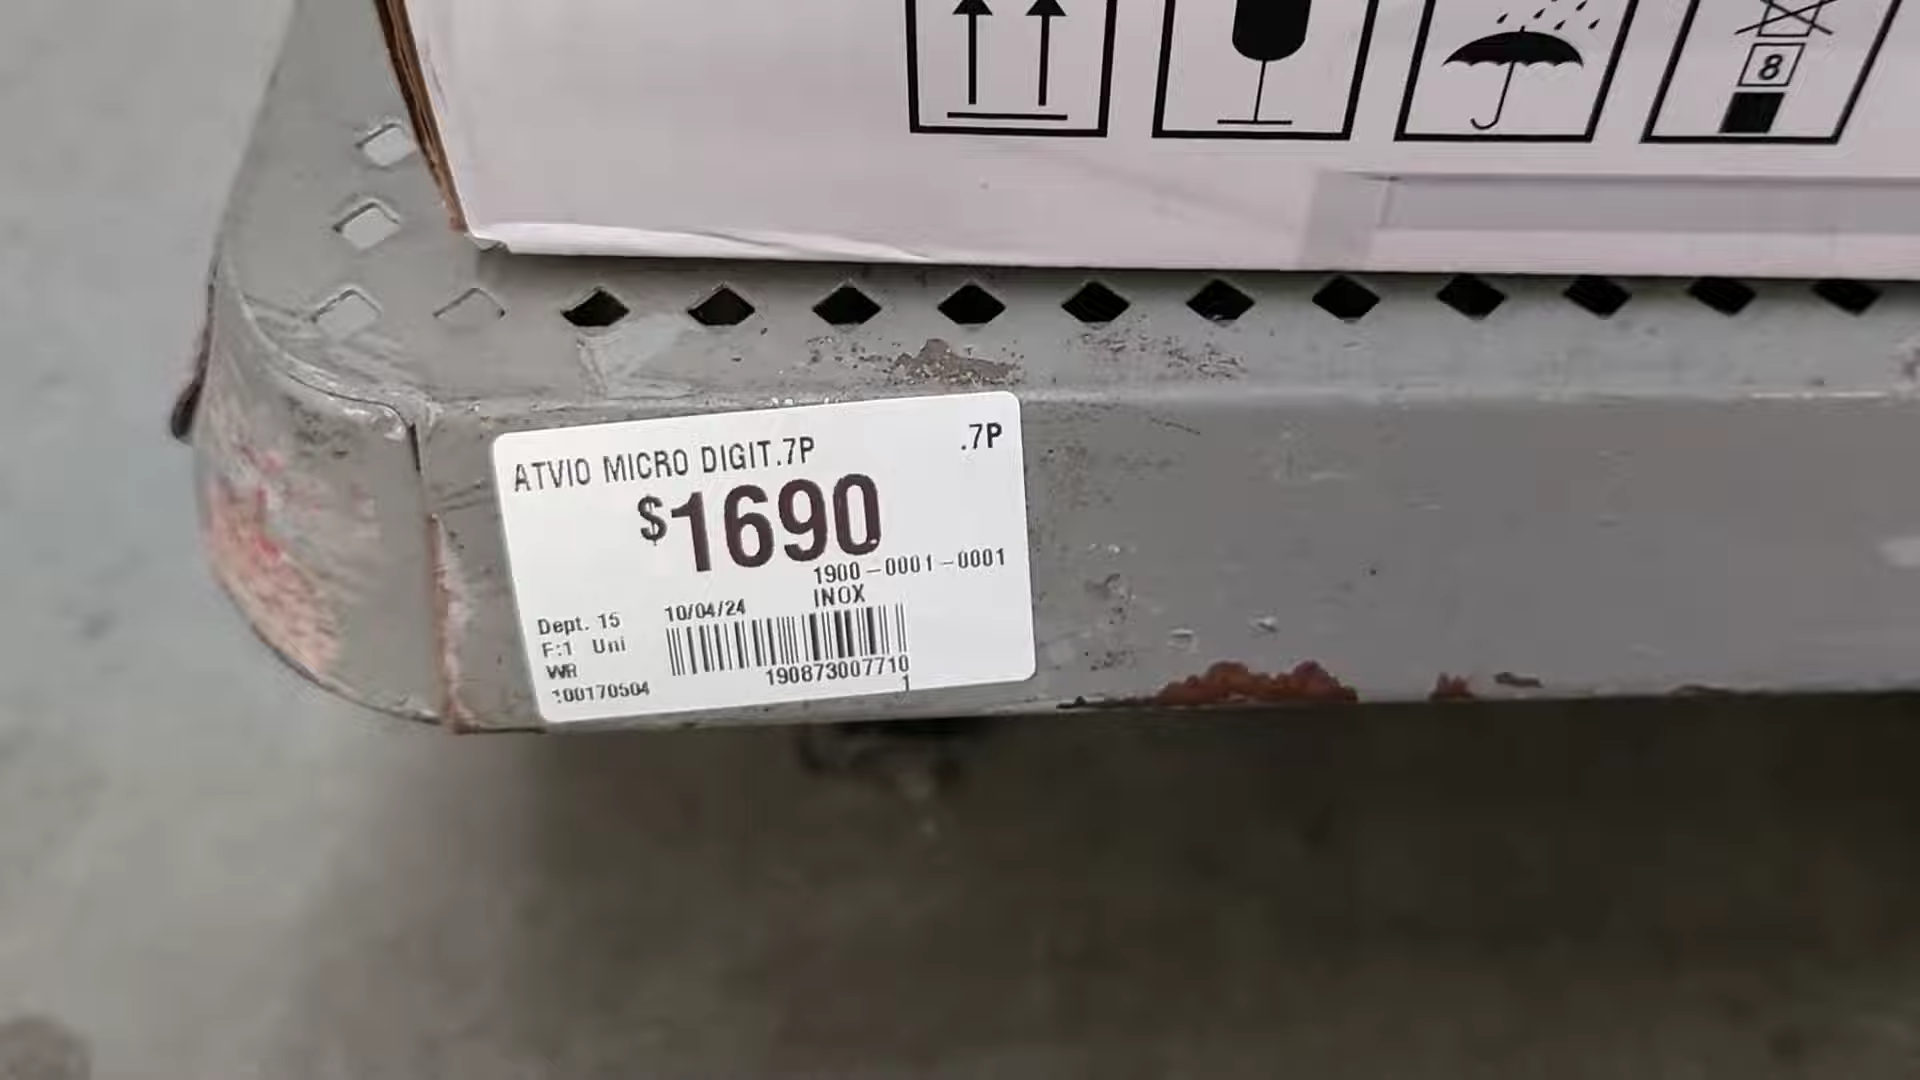 8
ATVIO MICRO DIGIT.7P .7P
$1690
1900-0001-0001
10/04/24 INOX
Dept. 15
F:1 Uni
WR
190873007710
100170504
1